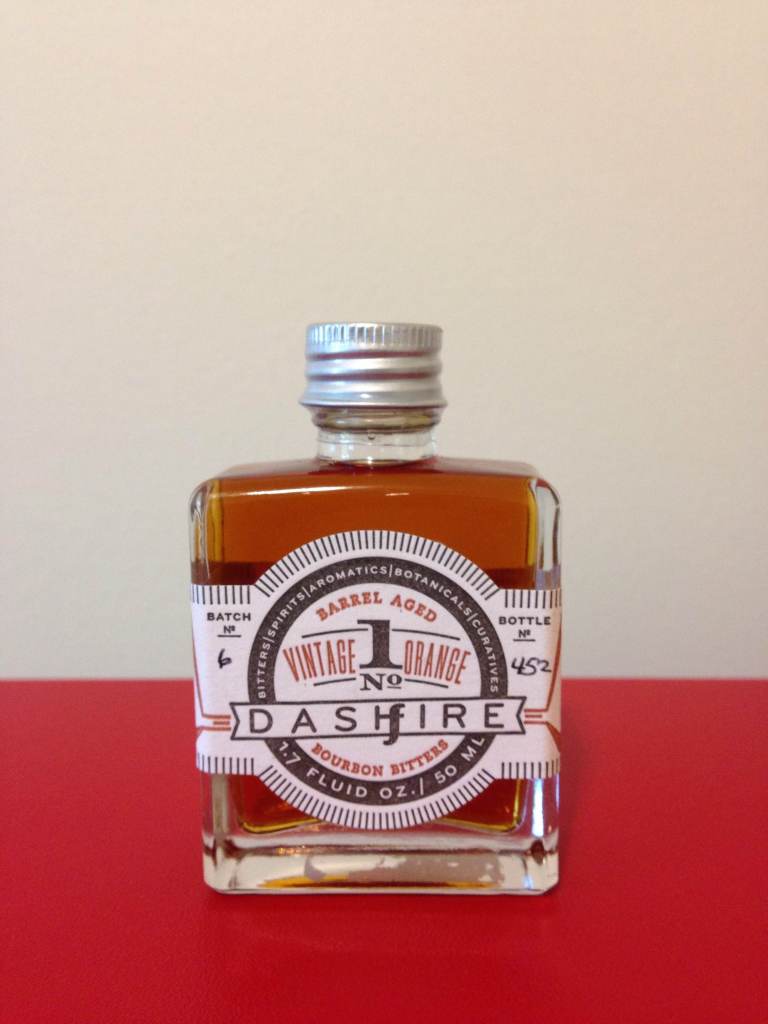 BITTERS|SPIRITS|AROMATICS|BOTANICALS|CURATIVES
BARREL AGED
BATCH
Nº
6
VINTAGE 1 ORANGE
Nº
BOTTLE
Nº
452
DASHFIRE
BOURBON BITTERS
1.7 FLUID OZ./ 50 ML